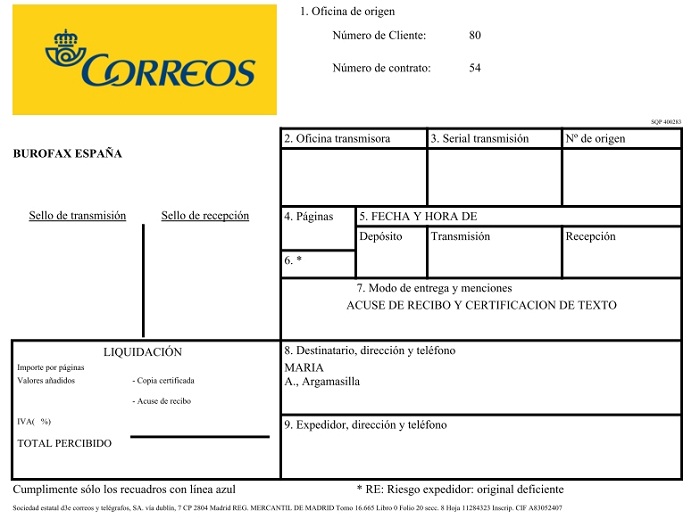 CORREOS
1. Oficina de origen
Número de Cliente: 80
Número de contrato: 54
SQP 400283
BUROFAX ESPAÑA
2. Oficina transmisora 3. Serial transmisión Nº de origen
Sello de transmisión Sello de recepción
4. Páginas 5. FECHA Y HORA DE
Depósito Transmisión Recepción
6. *
7. Modo de entrega y menciones
ACUSE DE RECIBO Y CERTIFICACION DE TEXTO
LIQUIDACIÓN
Importe por páginas
Valores añadidos - Copia certificada
- Acuse de recibo
IVA( %)
TOTAL PERCIBIDO
8. Destinatario, dirección y teléfono
MARIA
A., Argamasilla
9. Expedidor, dirección y teléfono
Cumplimente sólo los recuadros con línea azul * RE: Riesgo expedidor: original deficiente
Sociedad estatal d3e correos y telégrafos, SA. vía dublín, 7 CP 2804 Madrid REG. MERCANTIL DE MADRID Tomo 16.665 Libro 0 Folio 20 secc. 8 Hoja 11284323 Inscrip. CIF A83052407